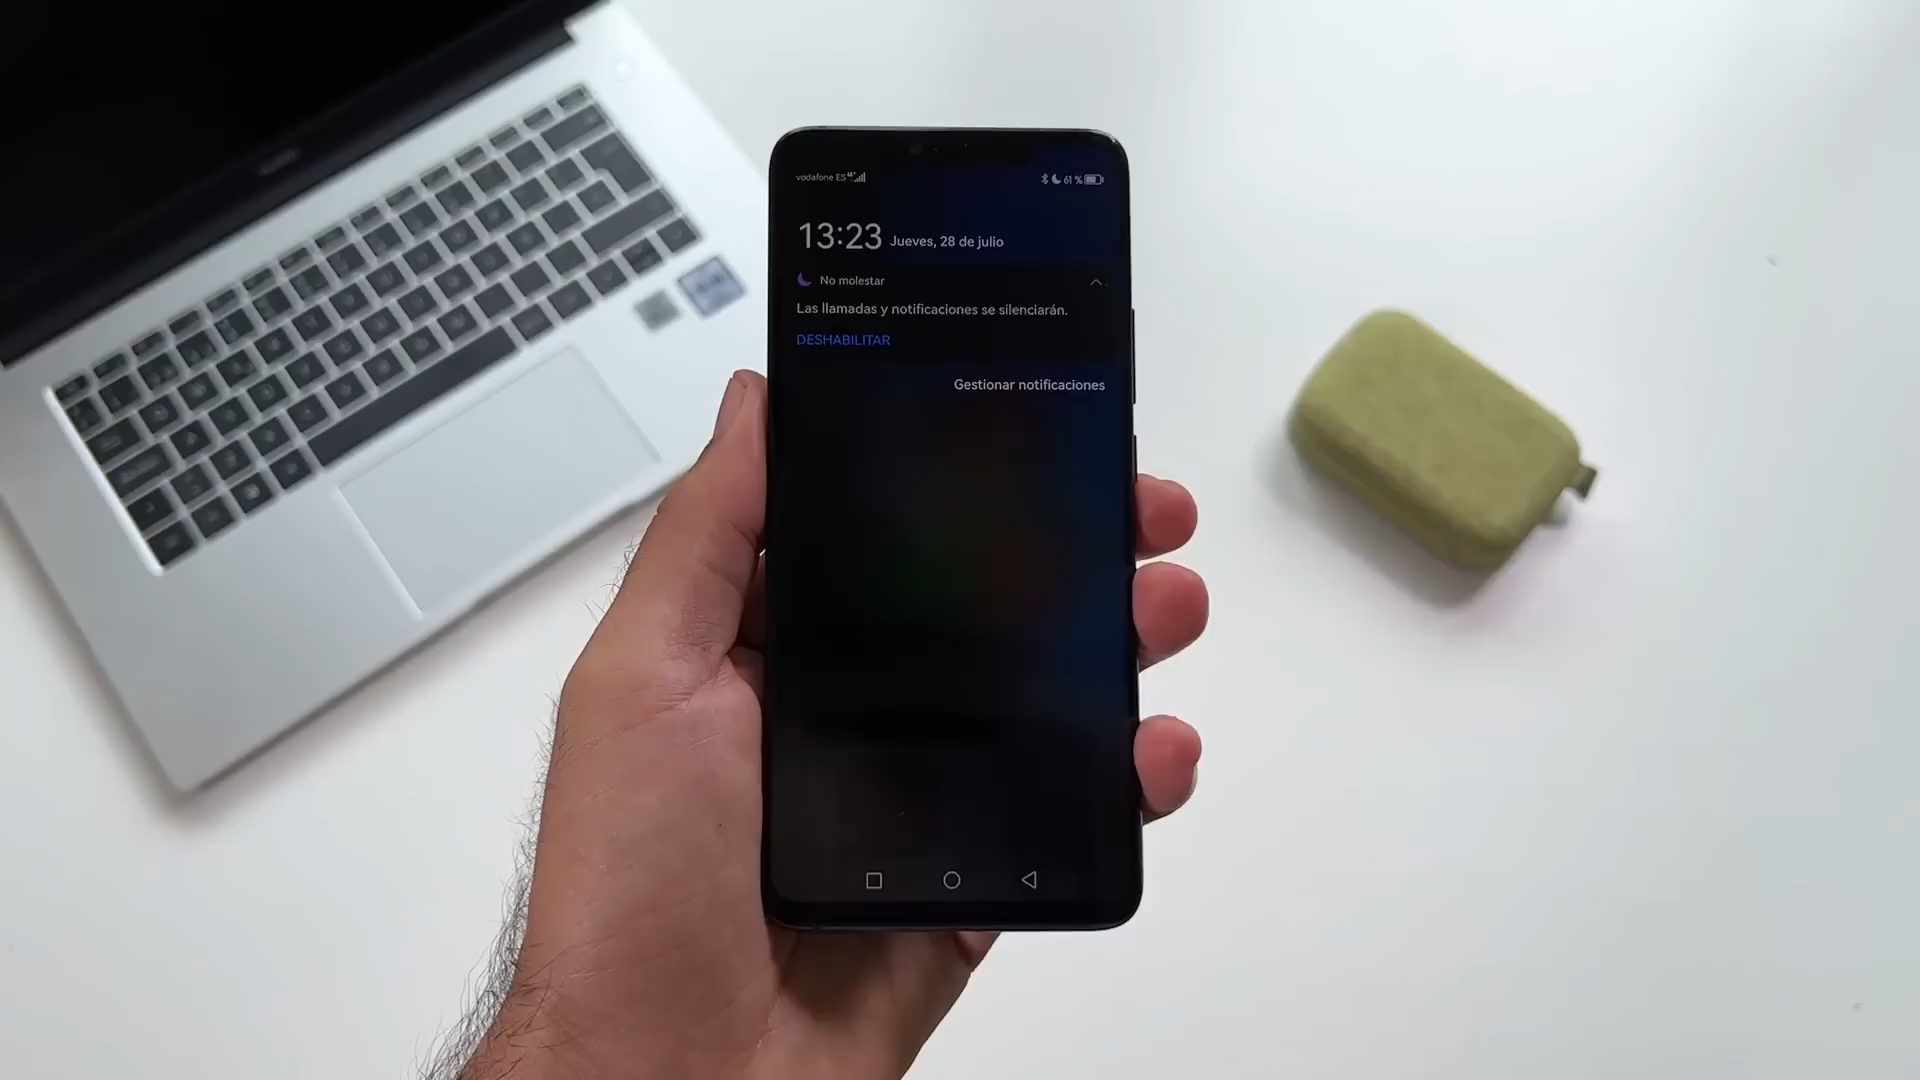 vodafone ES
61 %
13:23 Jueves, 28 de julio
No molestar
Las llamadas y notificaciones se silenciarán.
DESHABILITAR
Gestionar notificaciones